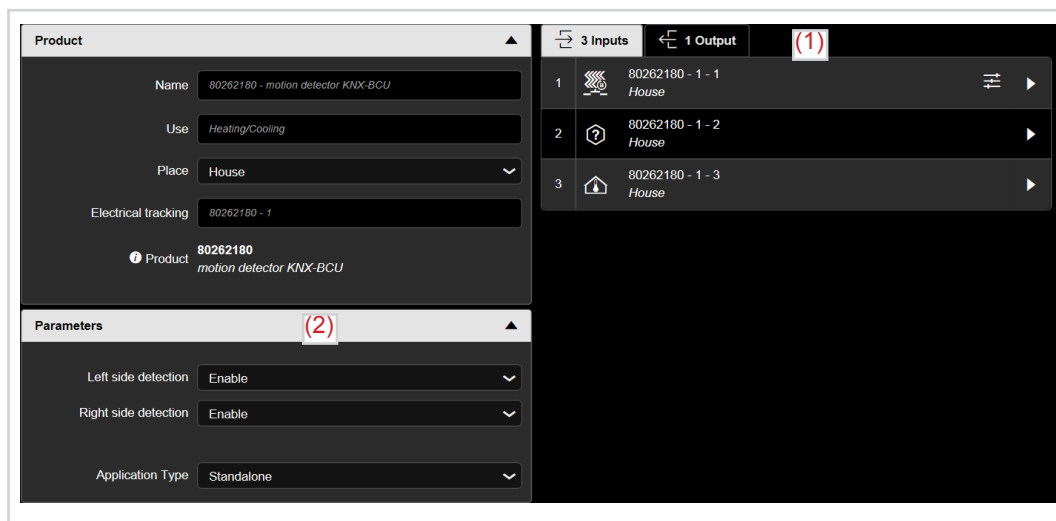 Product
Name 80262180 - motion detector KNX-BCU
Use Heating/Cooling
Place House
Electrical tracking 80262180 - 1
i Product 80262180
motion detector KNX-BCU
Parameters (2)
Left side detection Enable
Right side detection Enable
Application Type Standalone
3 Inputs 1 Output (1)
1 80262180 - 1 - 1
House
2 ? 80262180 - 1 - 2
House
3 80262180 - 1 - 3
House